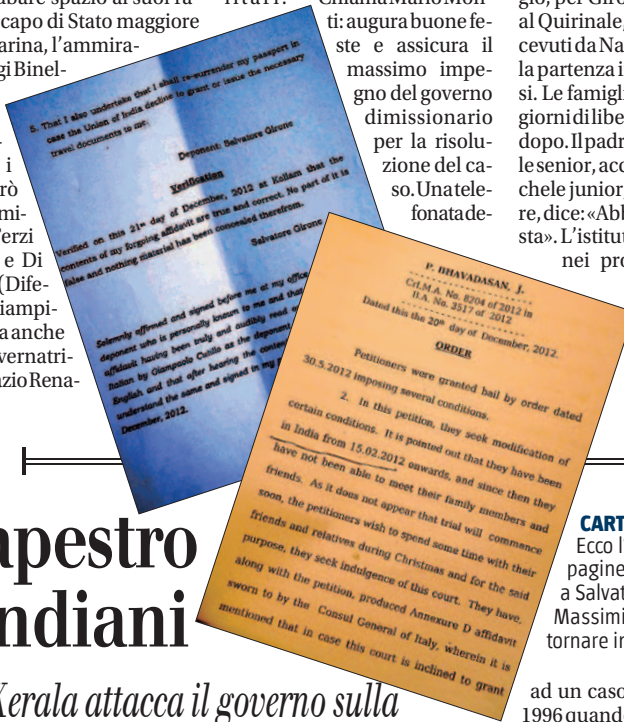 capo di Stato maggiore
arina, l’ammira-
gi Binel-
i
rò
mi-
’erzi
e Di
(Dife-
iampi-
a anche
vernatri-
zio Rena-
ti: augura buone fe-
ste e assicura il
massimo impe-
gno del governo
dimissionario
per la risolu-
zione del ca-
so. Una tele-
fonata de-
al Quirinale,
cevuti da Na
la partenza i
si. Le famigl
giorni di libe
dopo. Il padr
le senior, acc
chele junior,
re, dice: «Abb
sta». L’istitut
nei pro
5. That I also undertake that I shall re-surrender my passport in
case the Union of India decline to grant or issue the necessary
travel documents to me.
Deponent: Salvatore Girone
Verification
Verified on this 21st day of December, 2012 at Kollam that the
contents of my forgoing affidavit are true and correct. No part of it is
false and nothing material has been concealed therefrom.
Salvatore Girone
Solemnly affirmed and signed before me at my office
deponent who is personally known to me and that
affidavit having been truly and audibly read o
Italian by Giampaolo Cutillo as the deponent
English and that after hearing the conten
understand the same and signed in my p
December, 2012.
P. BHAVADASAN, J.
Crl.M.A. No. 8204 of 2012 in
B.A. No. 3517 of 2012
Dated this the 20th day of December, 2012.
ORDER
Petitioners were granted bail by order dated
30.5.2012 imposing several conditions.
2. In this petition, they seek modification of
certain conditions. It is pointed out that they have been
in India from 15.02.2012 onwards, and since then they
have not been able to meet their family members and
friends. As it does not appear that trial will commence
soon, the petitioners wish to spend some time with their
friends and relatives during Christmas and for the said
purpose, they seek indulgence of this court. They have,
along with the petition, produced Annexure D affidavit
sworn to by the Consul General of Italy, wherein it is
mentioned that in case this court is inclined to grant
apestro
ndiani
Kerala attacca il governo sulla
CART
Ecco l’
pagine
a Salvat
Massimi
tornare in
ad un caso
1996 quando